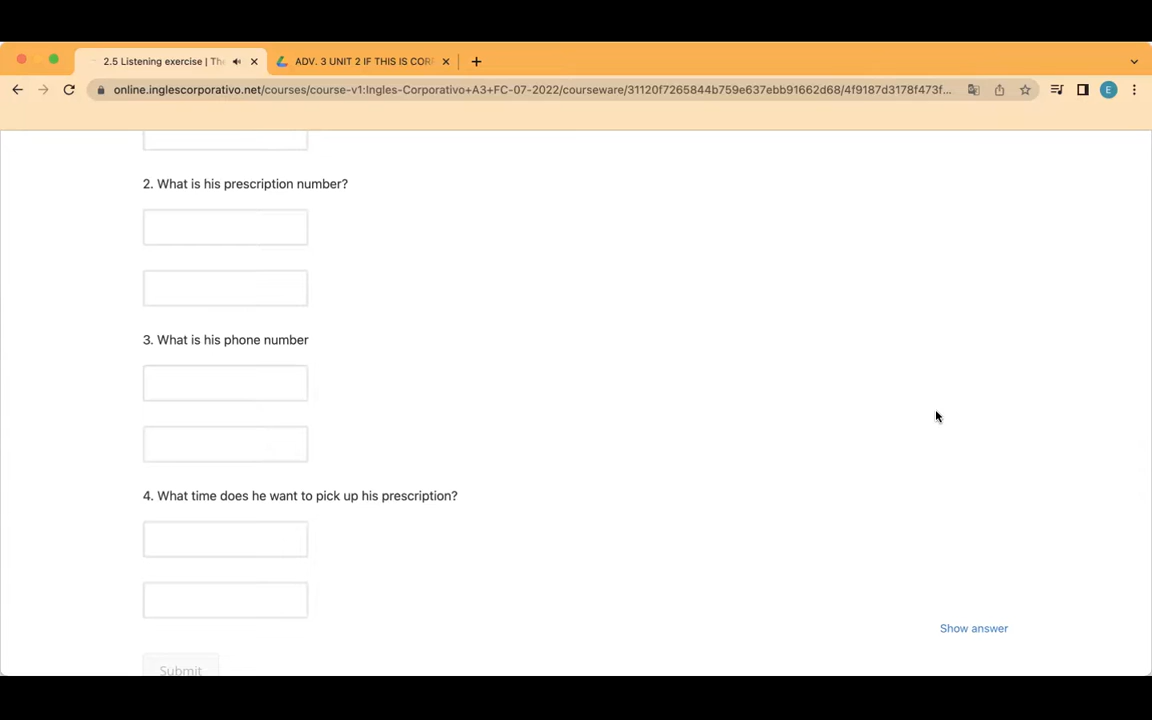 2.5 Listening exercise | Th
ADV. 3 UNIT 2 IF THIS IS COR
online.inglescorporativo.net/courses/course-v1:Ingles-Corporativo+A3+FC-07-2022/courseware/31120f7265844b759e637ebb91662d68/4f9187d3178f473f...
E
2. What is his prescription number?
3. What is his phone number
4. What time does he want to pick up his prescription?
Show answer
Submit